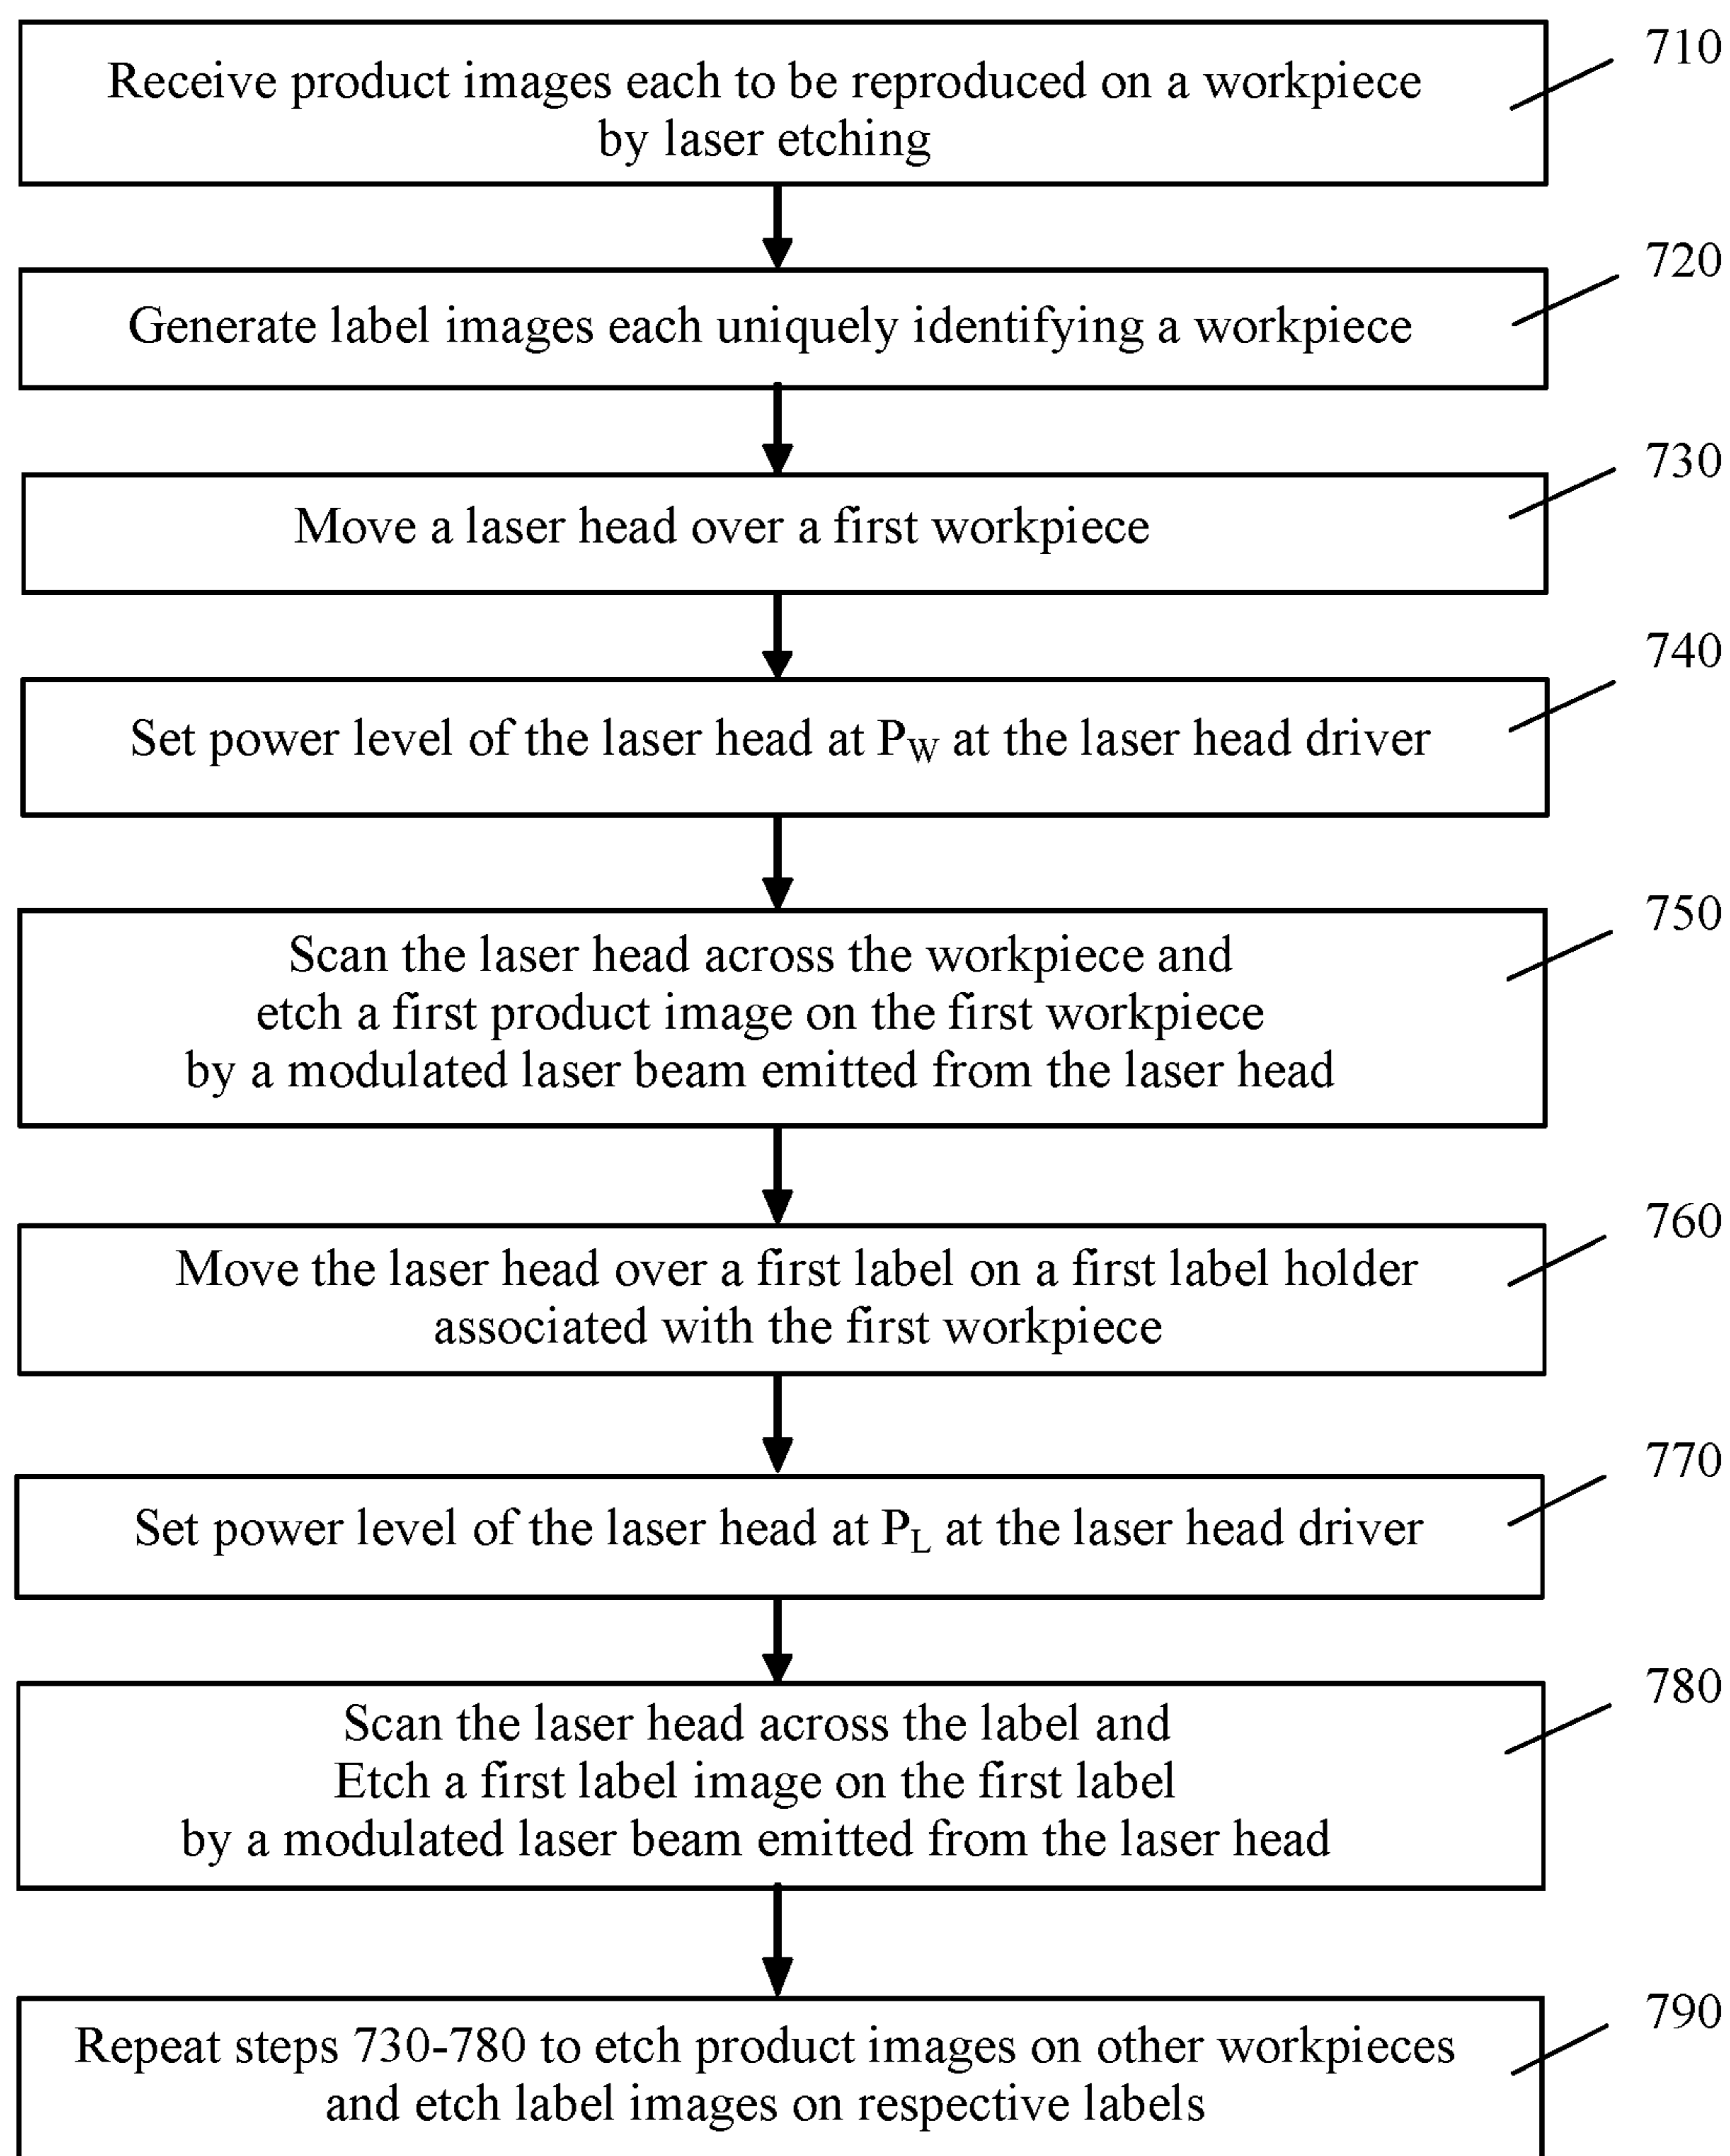 710
Receive product images each to be reproduced on a workpiece
by laser etching
720
Generate label images each uniquely identifying a workpiece
730
Move a laser head over a first workpiece
740
Set power level of the laser head at PW at the laser head driver
750
Scan the laser head across the workpiece and
etch a first product image on the first workpiece
by a modulated laser beam emitted from the laser head
760
Move the laser head over a first label on a first label holder
associated with the first workpiece
770
Set power level of the laser head at PL at the laser head driver
780
Scan the laser head across the label and
Etch a first label image on the first label
by a modulated laser beam emitted from the laser head
790
Repeat steps 730-780 to etch product images on other workpieces
and etch label images on respective labels